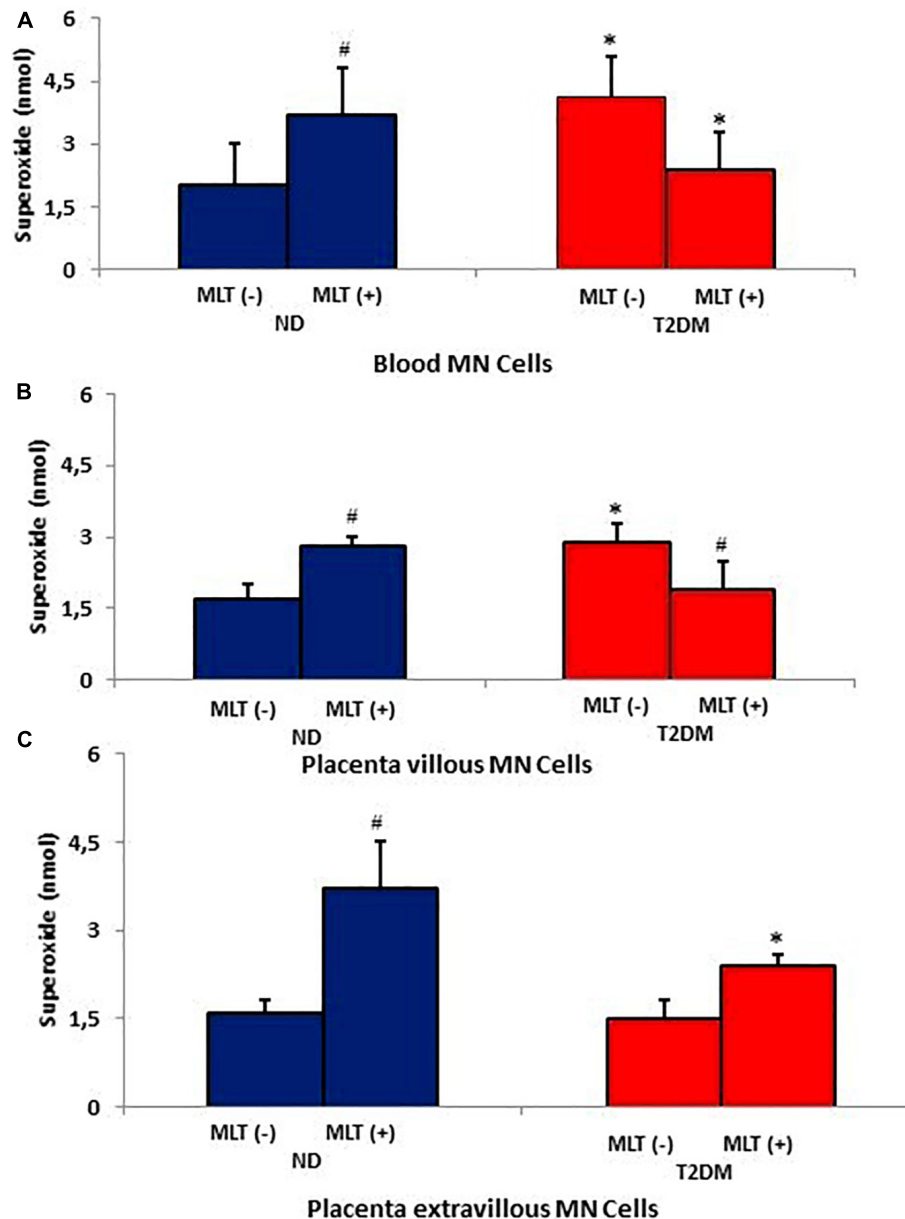 A
Superoxide (nmol)
6
4,5
3
1,5
0
#
*
*
MLT (-) MLT (+) MLT (-) MLT (+)
ND T2DM
Blood MN Cells
B
Superoxide (nmol)
6
4,5
3
1,5
0
#
*
#
MLT (-) MLT (+) MLT (-) MLT (+)
ND T2DM
Placenta villous MN Cells
C
Superoxide (nmol)
6
4,5
3
1,5
0
#
*
MLT (-) MLT (+) MLT (-) MLT (+)
ND T2DM
Placenta extravillous MN Cells